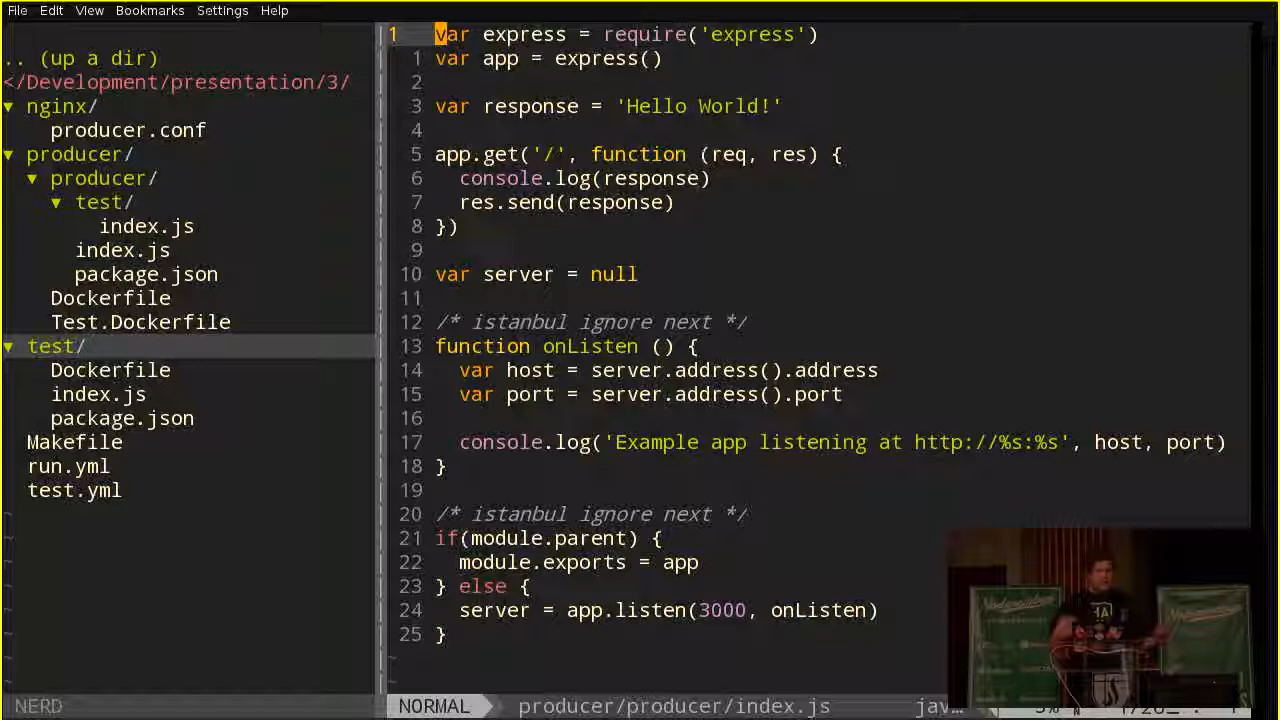 File Edit View Bookmarks Settings Help
.. (up a dir)
</Development/presentation/3/
▼ nginx/
producer.conf
▼ producer/
▼ producer/
▼ test/
index.js
index.js
package.json
Dockerfile
Test.Dockerfile
▼ test/
Dockerfile
index.js
package.json
Makefile
run.yml
test.yml
NERD
1 var express = require('express')
1 var app = express()
2
3 var response = 'Hello World!'
4
5 app.get('/', function (req, res) {
6 console.log(response)
7 res.send(response)
8 })
9
10 var server = null
11
12 /* istanbul ignore next */
13 function onListen () {
14 var host = server.address().address
15 var port = server.address().port
16
17 console.log('Example app listening at http://%s:%s', host, port)
18 }
19
20 /* istanbul ignore next */
21 if(module.parent) {
22 module.exports = app
23 } else {
24 server = app.listen(3000, onListen)
25 }
NORMAL producer/producer/index.js jav…